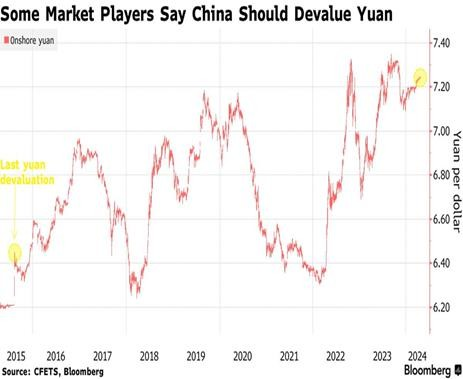 Some Market Players Say China Should Devalue Yuan
Onshore yuan
7.40
7.20
7.00
6.80
6.60
6.40
6.20
Yuan per dollar
Last yuan
devaluation
2015 2016 2017 2018 2019 2020 2021 2022 2023 2024
Source: CFETS, Bloomberg
Bloomberg